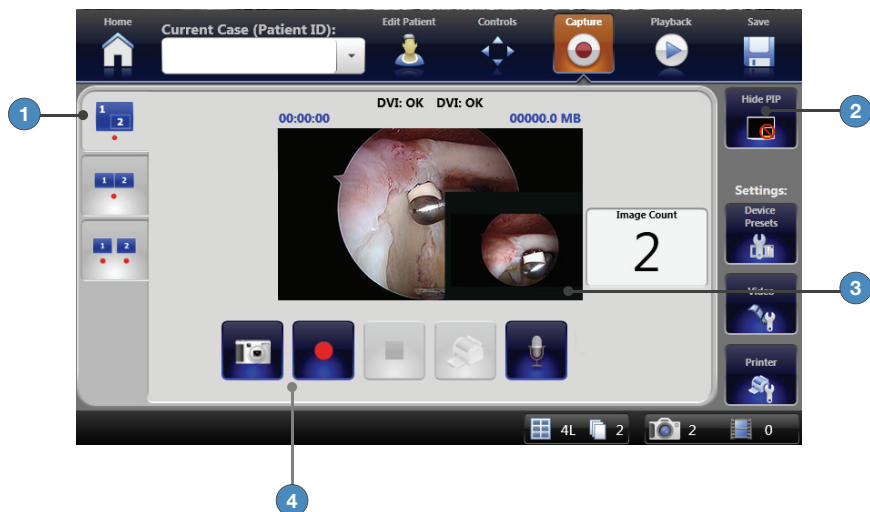 Home
Current Case (Patient ID):
Edit Patient
Controls
Capture
Playback
Save
1
1
2
DVI: OK DVI: OK
00:00:00
00000.0 MB
Hide PIP
2
1 2
1 2
Image Count
2
Settings:
Device
Presets
Video
3
Printer
4L
2
2
0
4